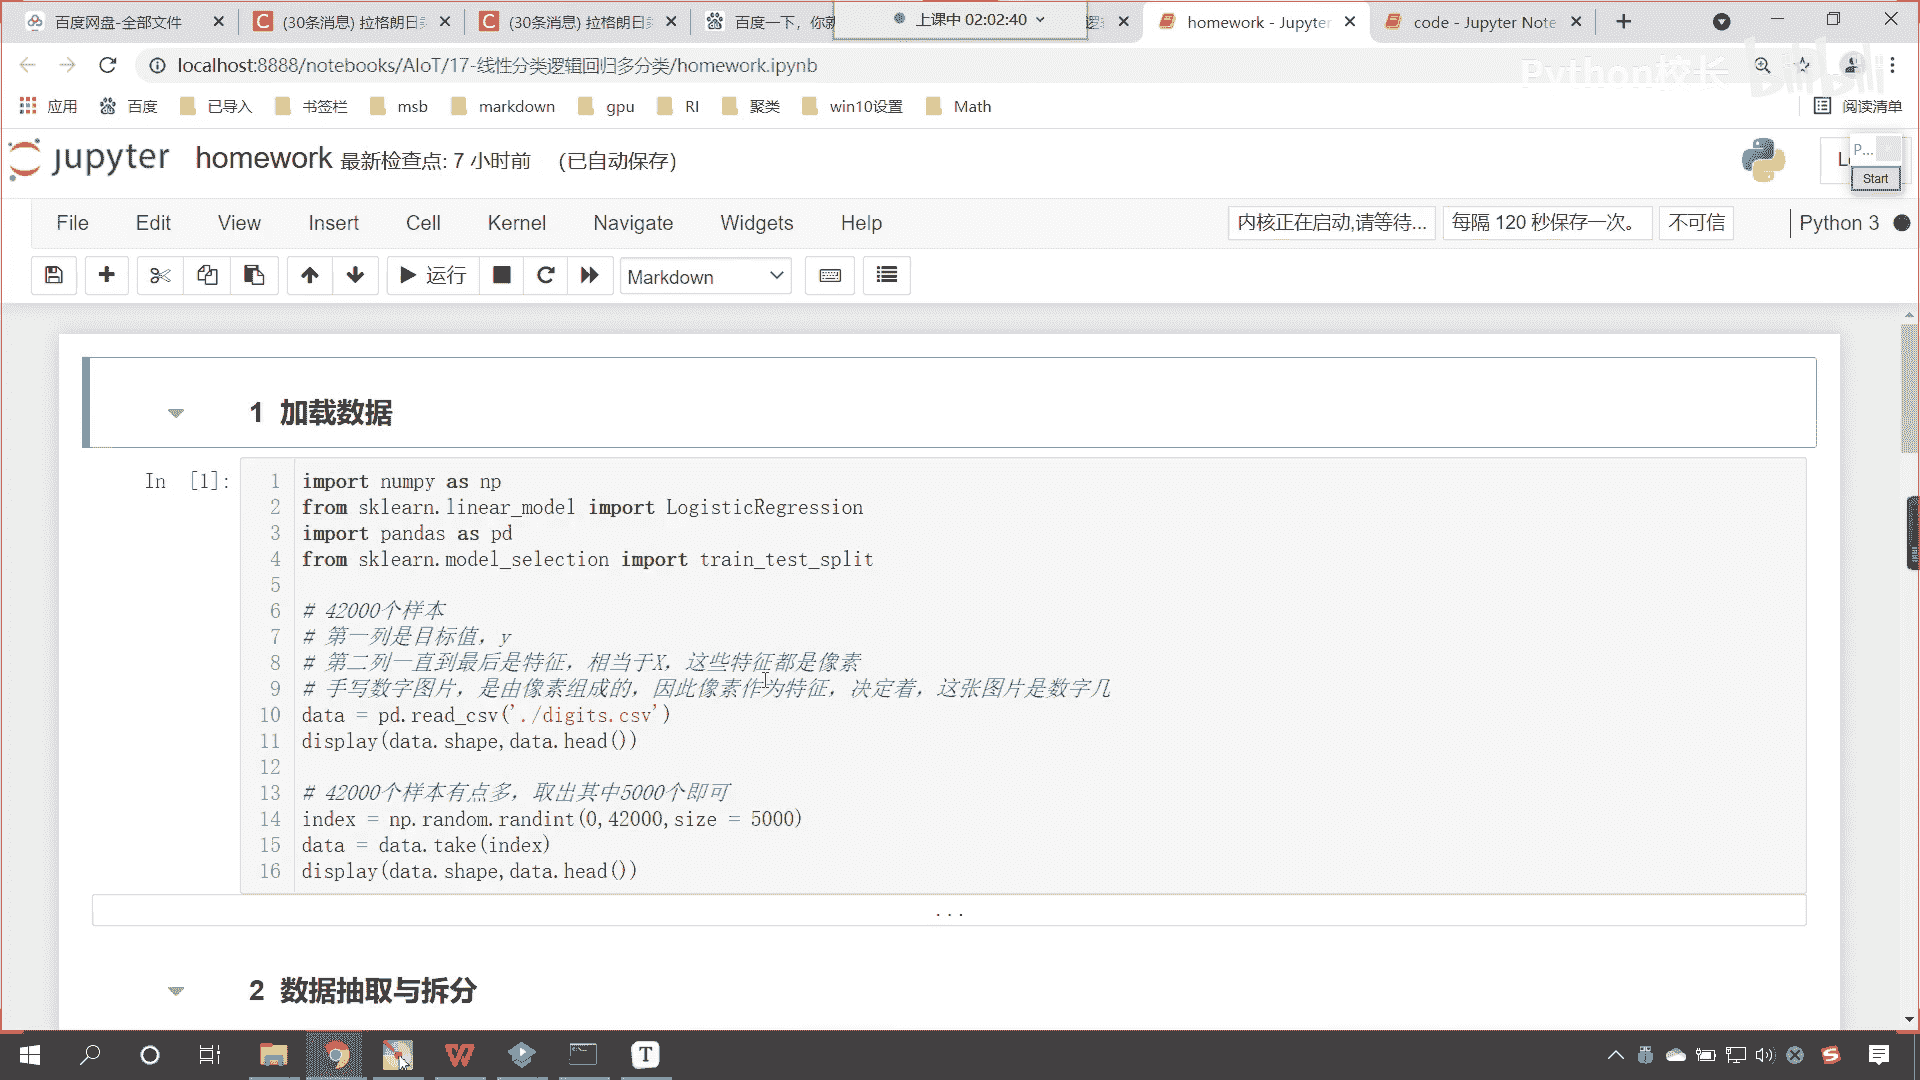 百度网盘-全部文件
(30条消息) 拉格朗日
(30条消息) 拉格朗日
百度一下，你就
上课中 02:02:40
homework - Jupyter
code - Jupyter Note
localhost:8888/notebooks/AIoT/17-线性分类逻辑回归多分类/homework.ipynb
Python校长
bilibili
应用
百度
已导入
书签栏
msb
markdown
gpu
RI
聚类
win10设置
Math
阅读清单
jupyter
homework 最新检查点: 7 小时前 (已自动保存)
P...
Start
File
Edit
View
Insert
Cell
Kernel
Navigate
Widgets
Help
内核正在启动,请等待...
每隔 120 秒保存一次。
不可信
Python 3
运行
Markdown
1 加载数据
In [1]:
1 import numpy as np
2 from sklearn.linear_model import LogisticRegression
3 import pandas as pd
4 from sklearn.model_selection import train_test_split
5
6 # 42000个样本
7 # 第一列是目标值，y
8 # 第二列一直到最后是特征，相当于X，这些特征都是像素
9 # 手写数字图片，是由像素组成的，因此像素作为特征，决定着，这张图片是数字几
10 data = pd.read_csv('./digits.csv')
11 display(data.shape,data.head())
12
13 # 42000个样本有点多，取出其中5000个即可
14 index = np.random.randint(0,42000,size = 5000)
15 data = data.take(index)
16 display(data.shape,data.head())
...
2 数据抽取与拆分